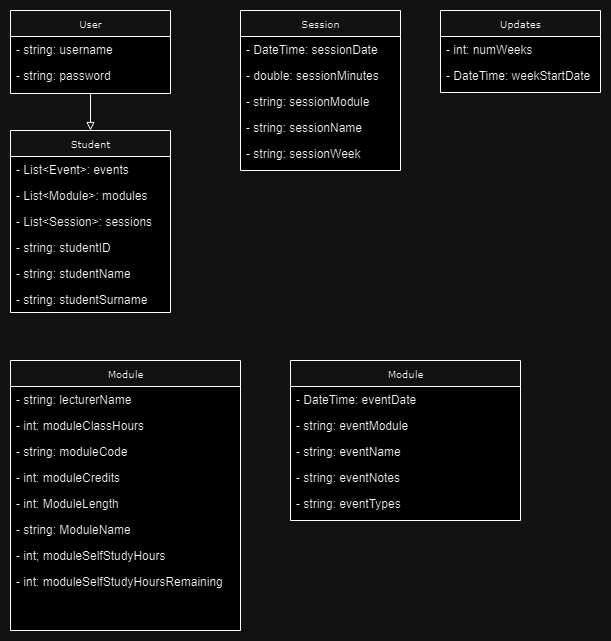 User
- string: username
- string: password
Student
- List<Event>: events
- List<Module>: modules
- List<Session>: sessions
- string: studentID
- string: studentName
- string: studentSurname
Session
- DateTime: sessionDate
- double: sessionMinutes
- string: sessionModule
- string: sessionName
- string: sessionWeek
Updates
- int: numWeeks
- DateTime: weekStartDate
Module
- string: lecturerName
- int: moduleClassHours
- string: moduleCode
- int: moduleCredits
- int: ModuleLength
- string: ModuleName
- int; moduleSelfStudyHours
- int: moduleSelfStudyHoursRemaining
Module
- DateTime: eventDate
- string: eventModule
- string: eventName
- string: eventNotes
- string: eventTypes